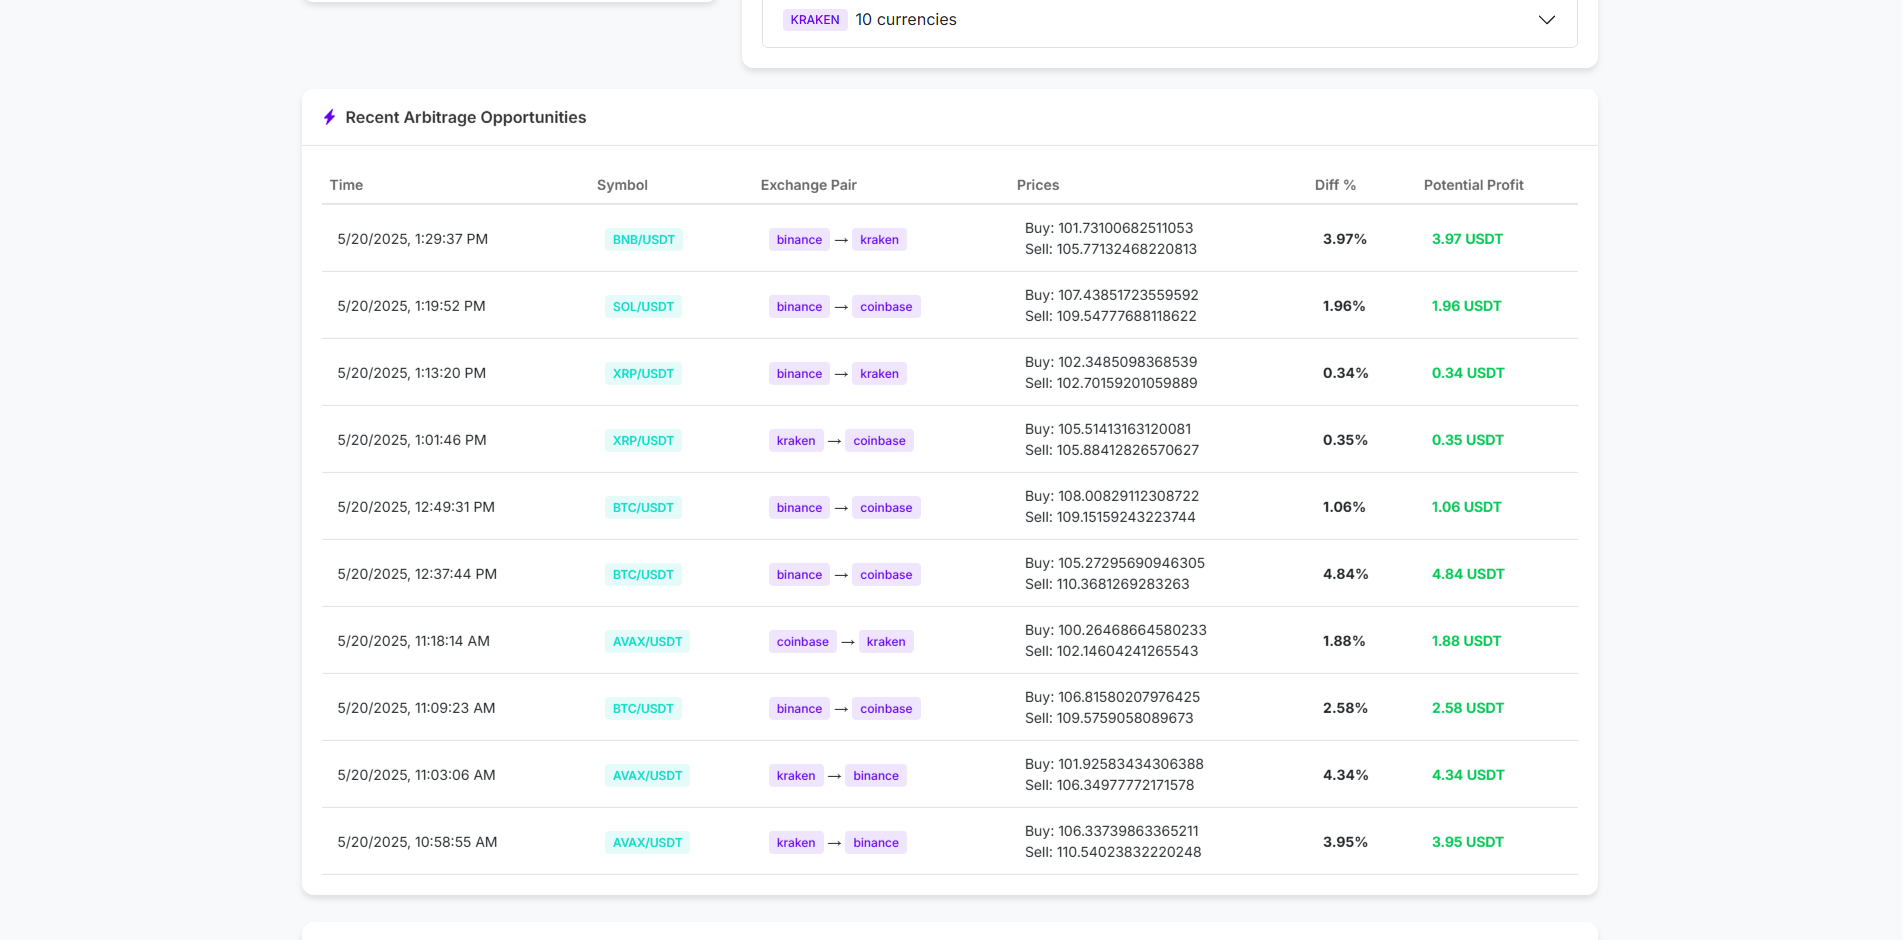 KRAKEN 10 currencies
Recent Arbitrage Opportunities
Time Symbol Exchange Pair Prices Diff % Potential Profit
5/20/2025, 1:29:37 PM BNB/USDT binance → kraken Buy: 101.73100682511053
Sell: 105.77132468220813 3.97% 3.97 USDT
5/20/2025, 1:19:52 PM SOL/USDT binance → coinbase Buy: 107.43851723559592
Sell: 109.54777688118622 1.96% 1.96 USDT
5/20/2025, 1:13:20 PM XRP/USDT binance → kraken Buy: 102.3485098368539
Sell: 102.70159201059889 0.34% 0.34 USDT
5/20/2025, 1:01:46 PM XRP/USDT kraken → coinbase Buy: 105.51413163120081
Sell: 105.88412826570627 0.35% 0.35 USDT
5/20/2025, 12:49:31 PM BTC/USDT binance → coinbase Buy: 108.00829112308722
Sell: 109.15159243223744 1.06% 1.06 USDT
5/20/2025, 12:37:44 PM BTC/USDT binance → coinbase Buy: 105.27295690946305
Sell: 110.3681269283263 4.84% 4.84 USDT
5/20/2025, 11:18:14 AM AVAX/USDT coinbase → kraken Buy: 100.26468664580233
Sell: 102.14604241265543 1.88% 1.88 USDT
5/20/2025, 11:09:23 AM BTC/USDT binance → coinbase Buy: 106.81580207976425
Sell: 109.5759058089673 2.58% 2.58 USDT
5/20/2025, 11:03:06 AM AVAX/USDT kraken → binance Buy: 101.92583434306388
Sell: 106.34977772171578 4.34% 4.34 USDT
5/20/2025, 10:58:55 AM AVAX/USDT kraken → binance Buy: 106.33739863365211
Sell: 110.54023832220248 3.95% 3.95 USDT